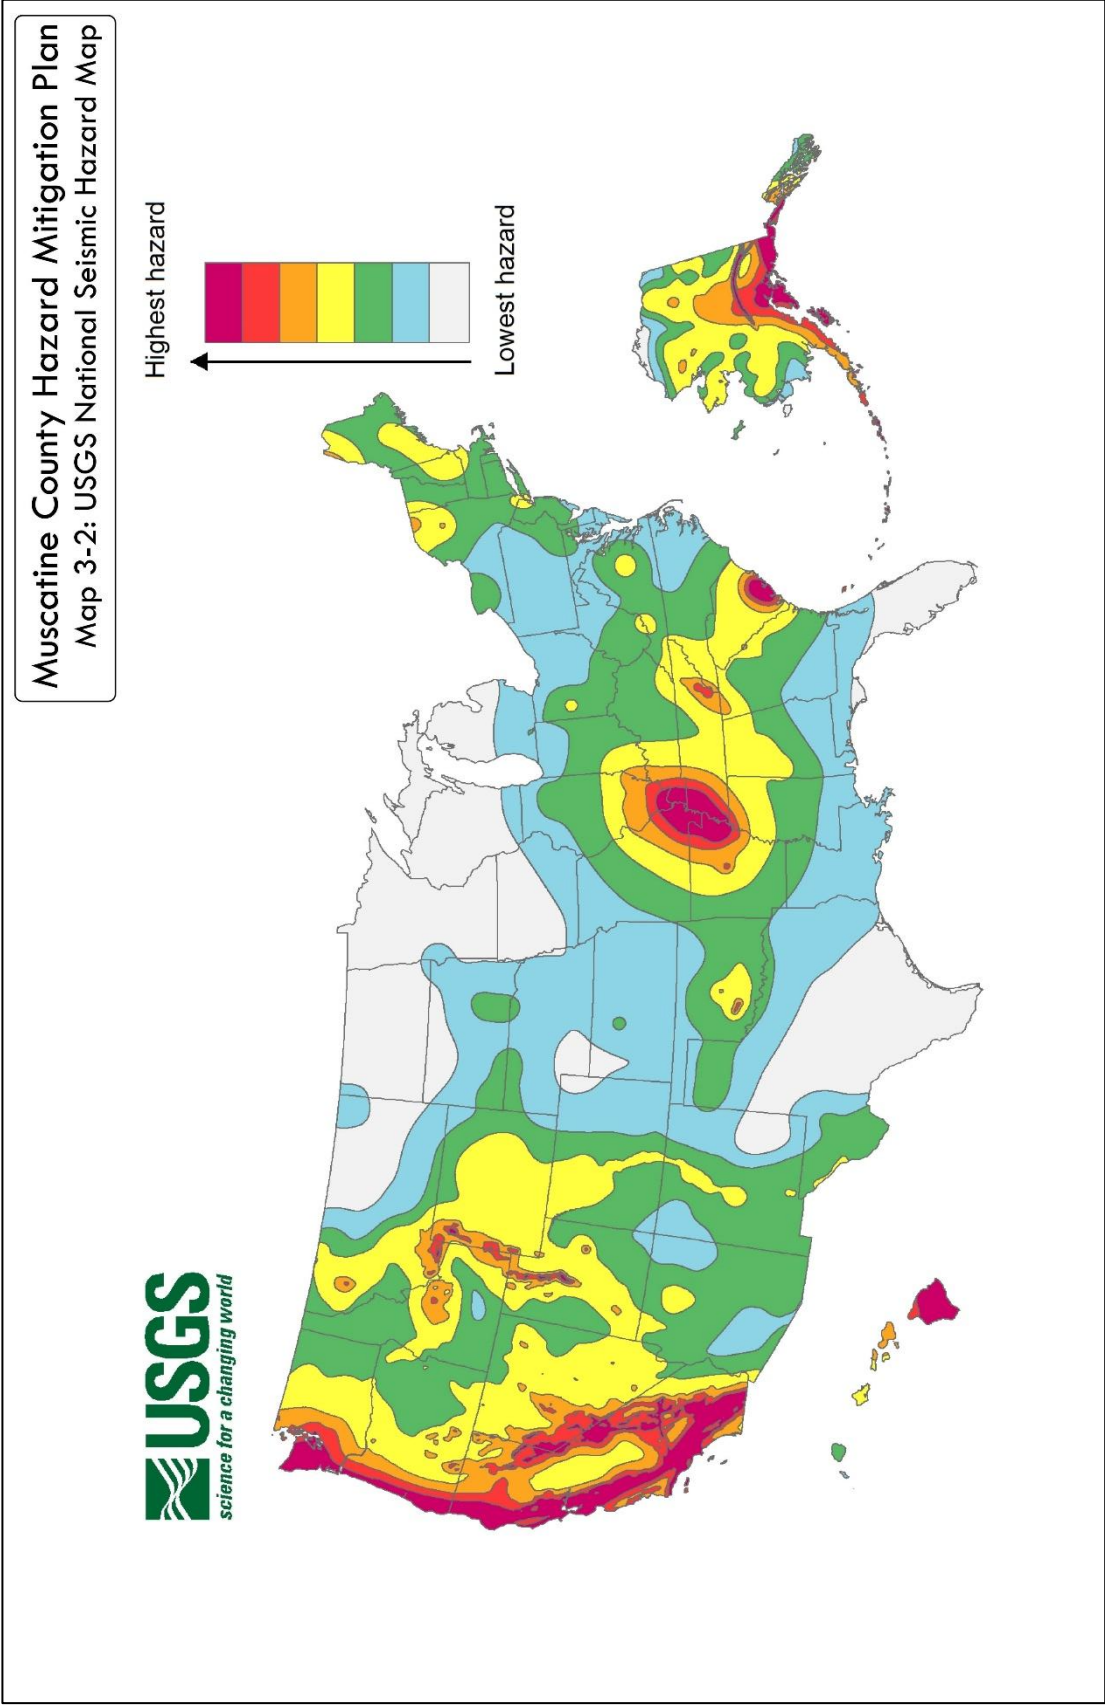 Muscatine County Hazard Mitigation Plan
Map 3-2: USGS National Seismic Hazard Map
USGS
science for a changing world
Highest hazard
Lowest hazard